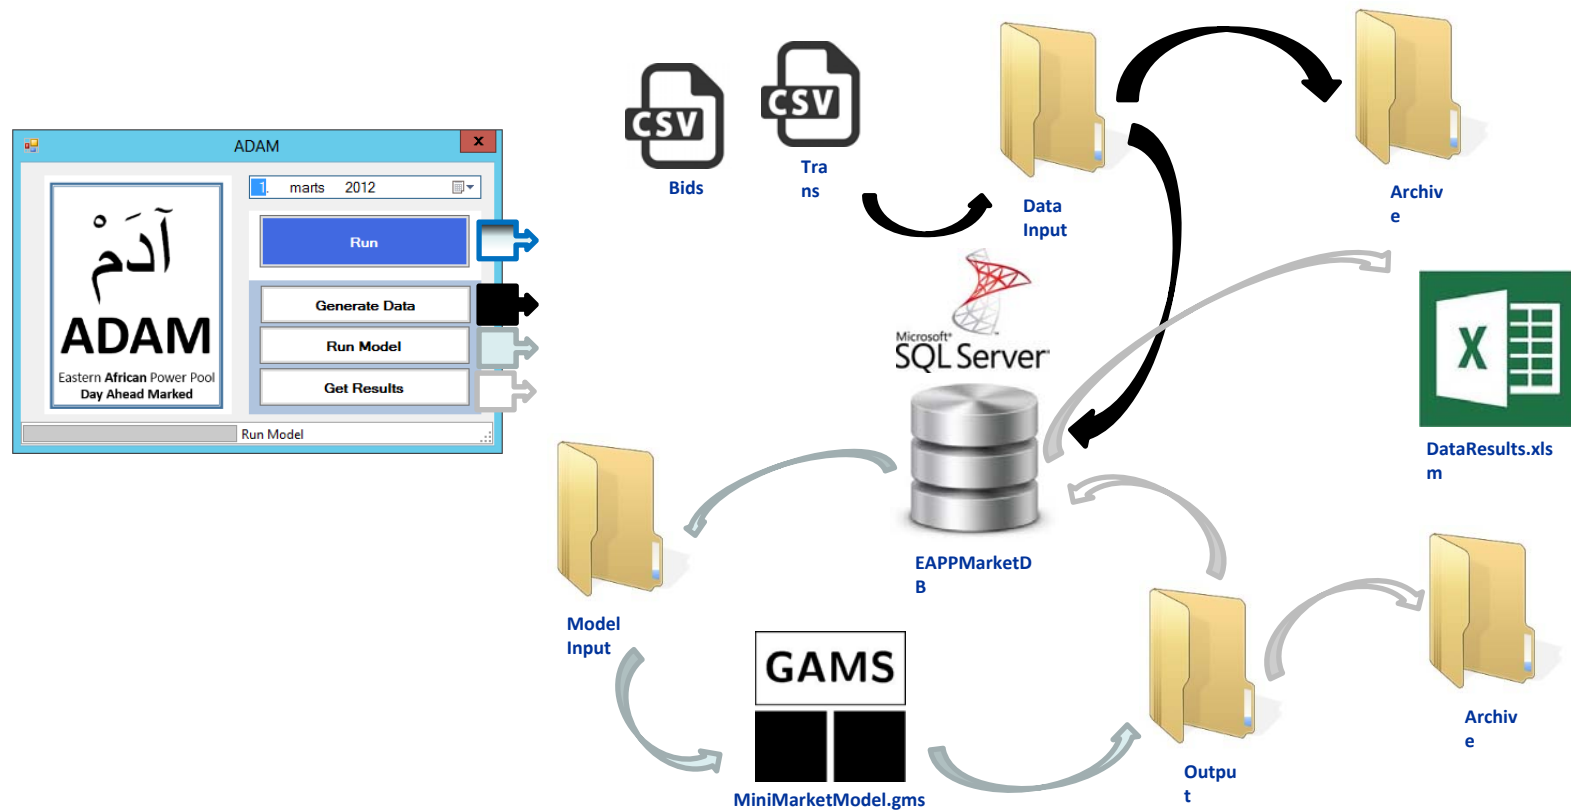 ADAM
x
1. marts 2012
آدَمْ
ADAM
Eastern African Power Pool
Day Ahead Marked
Run
Generate Data
Run Model
Get Results
Run Model
CSV
Bids
CSV
Tra
ns
Data
Input
Archiv
e
Microsoft®
SQL Server
EAPPMarketD
B
X
DataResults.xls
m
Model
Input
GAMS
MiniMarketModel.gms
Outpu
t
Archiv
e